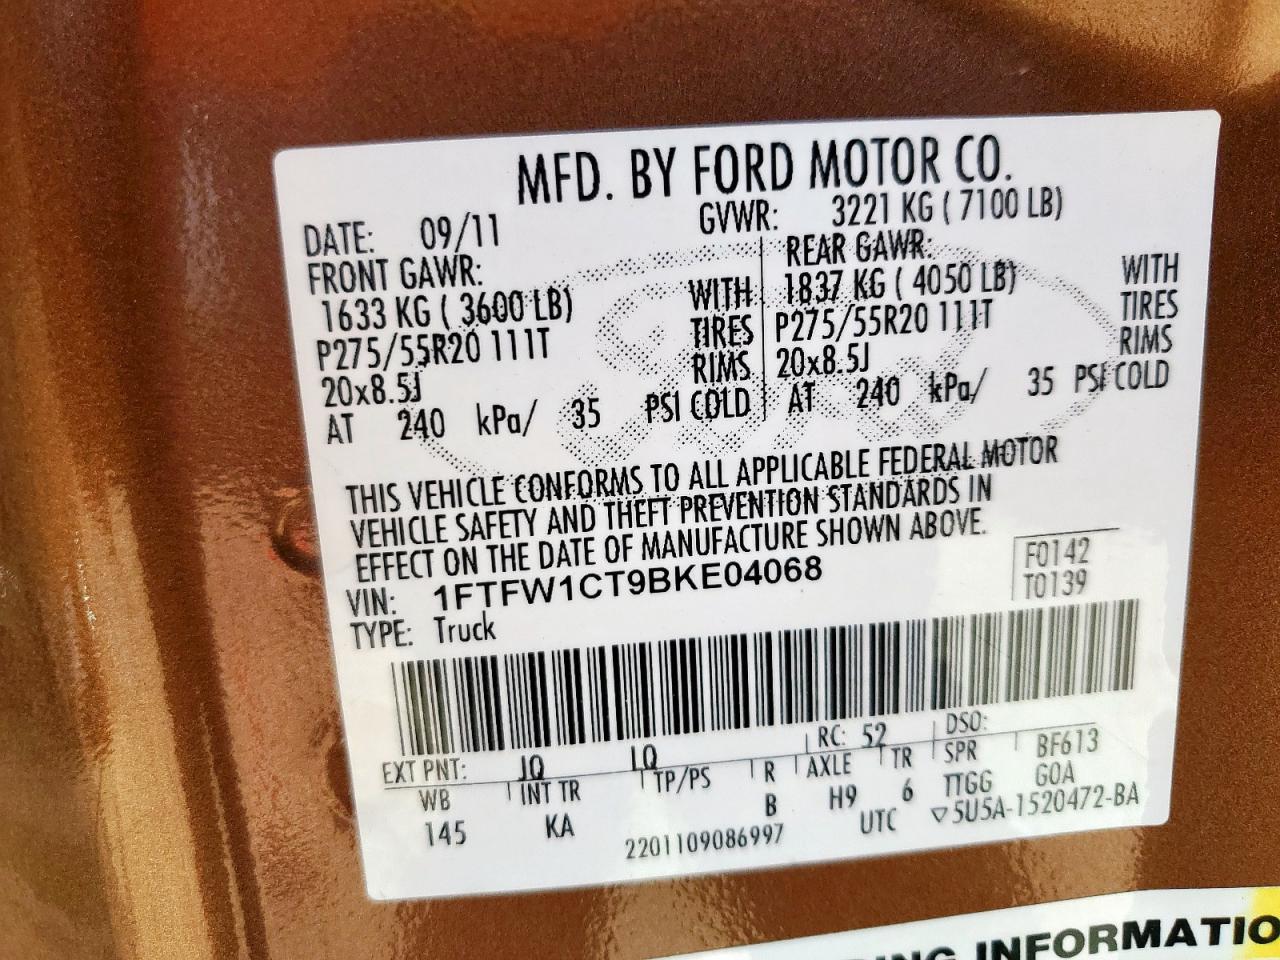 MFD. BY FORD MOTOR CO.
DATE: 09/11 GVWR: 3221 KG ( 7100 LB)
FRONT GAWR: REAR GAWR:
1633 KG ( 3600 LB) WITH 1837 KG ( 4050 LB) WITH
P275/55R20 111T TIRES P275/55R20 111T TIRES
20x8.5J RIMS 20x8.5J RIMS
AT 240 kPa/ 35 PSI COLD AT 240 kPa/ 35 PSI COLD
THIS VEHICLE CONFORMS TO ALL APPLICABLE FEDERAL MOTOR
VEHICLE SAFETY AND THEFT PREVENTION STANDARDS IN
EFFECT ON THE DATE OF MANUFACTURE SHOWN ABOVE.
VIN: 1FTFW1CT9BKE04068 F0142
TYPE: Truck T0139
EXT PNT: JQ LQ RC: 52 DSO:
WB INT TR TP/PS R AXLE TR SPR BF613
145 KA B H9 6 TTGG GOA
2201109086997 UTC ▽5U5A-1520472-BA
ING INFORMATIO